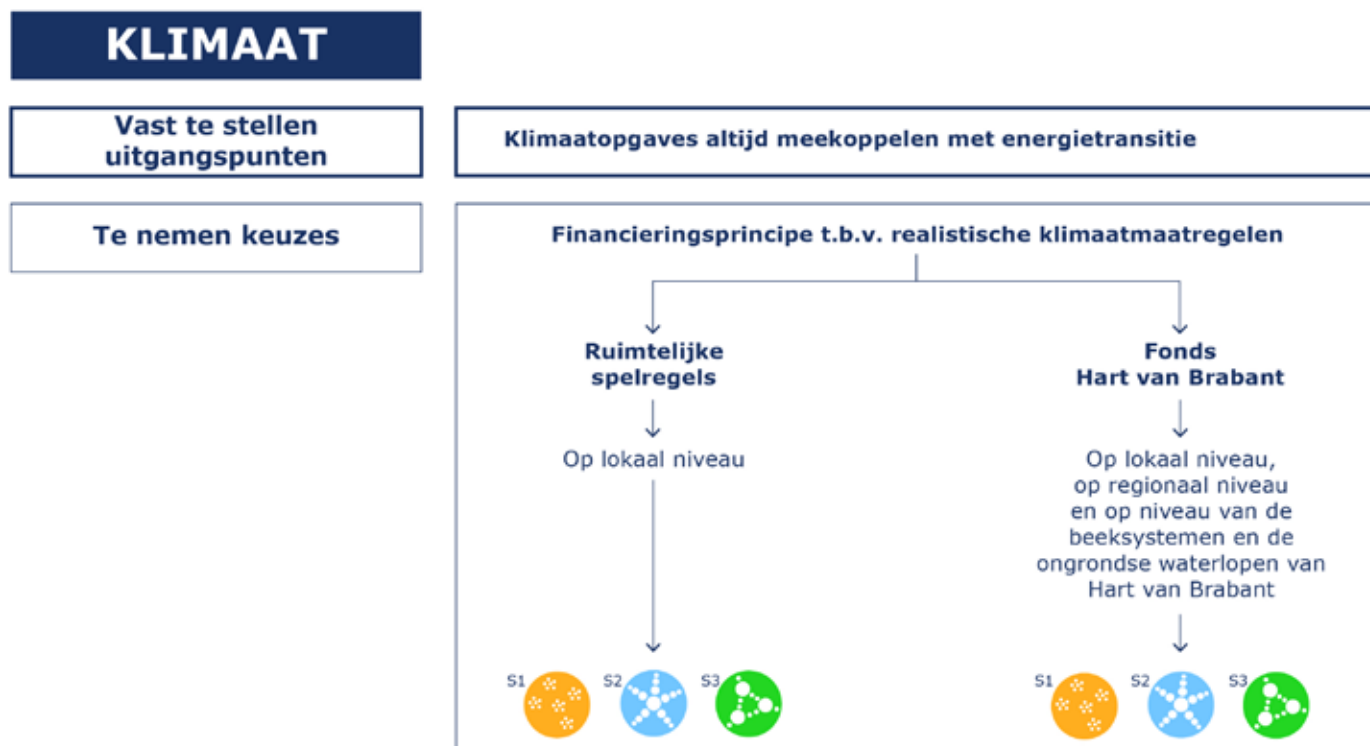 KLIMAAT
Vast te stellen
uitgangspunten
Klimaatopgaves altijd meekoppelen met energietransitie
Te nemen keuzes
Financieringsprincipe t.b.v. realistische klimaatmaatregelen
Ruimtelijke
spelregels
Op lokaal niveau
S1
S2
S3
Fonds
Hart van Brabant
Op lokaal niveau,
op regionaal niveau
en op niveau van de
beeksystemen en de
ongrondse waterlopen van
Hart van Brabant
S1
S2
S3